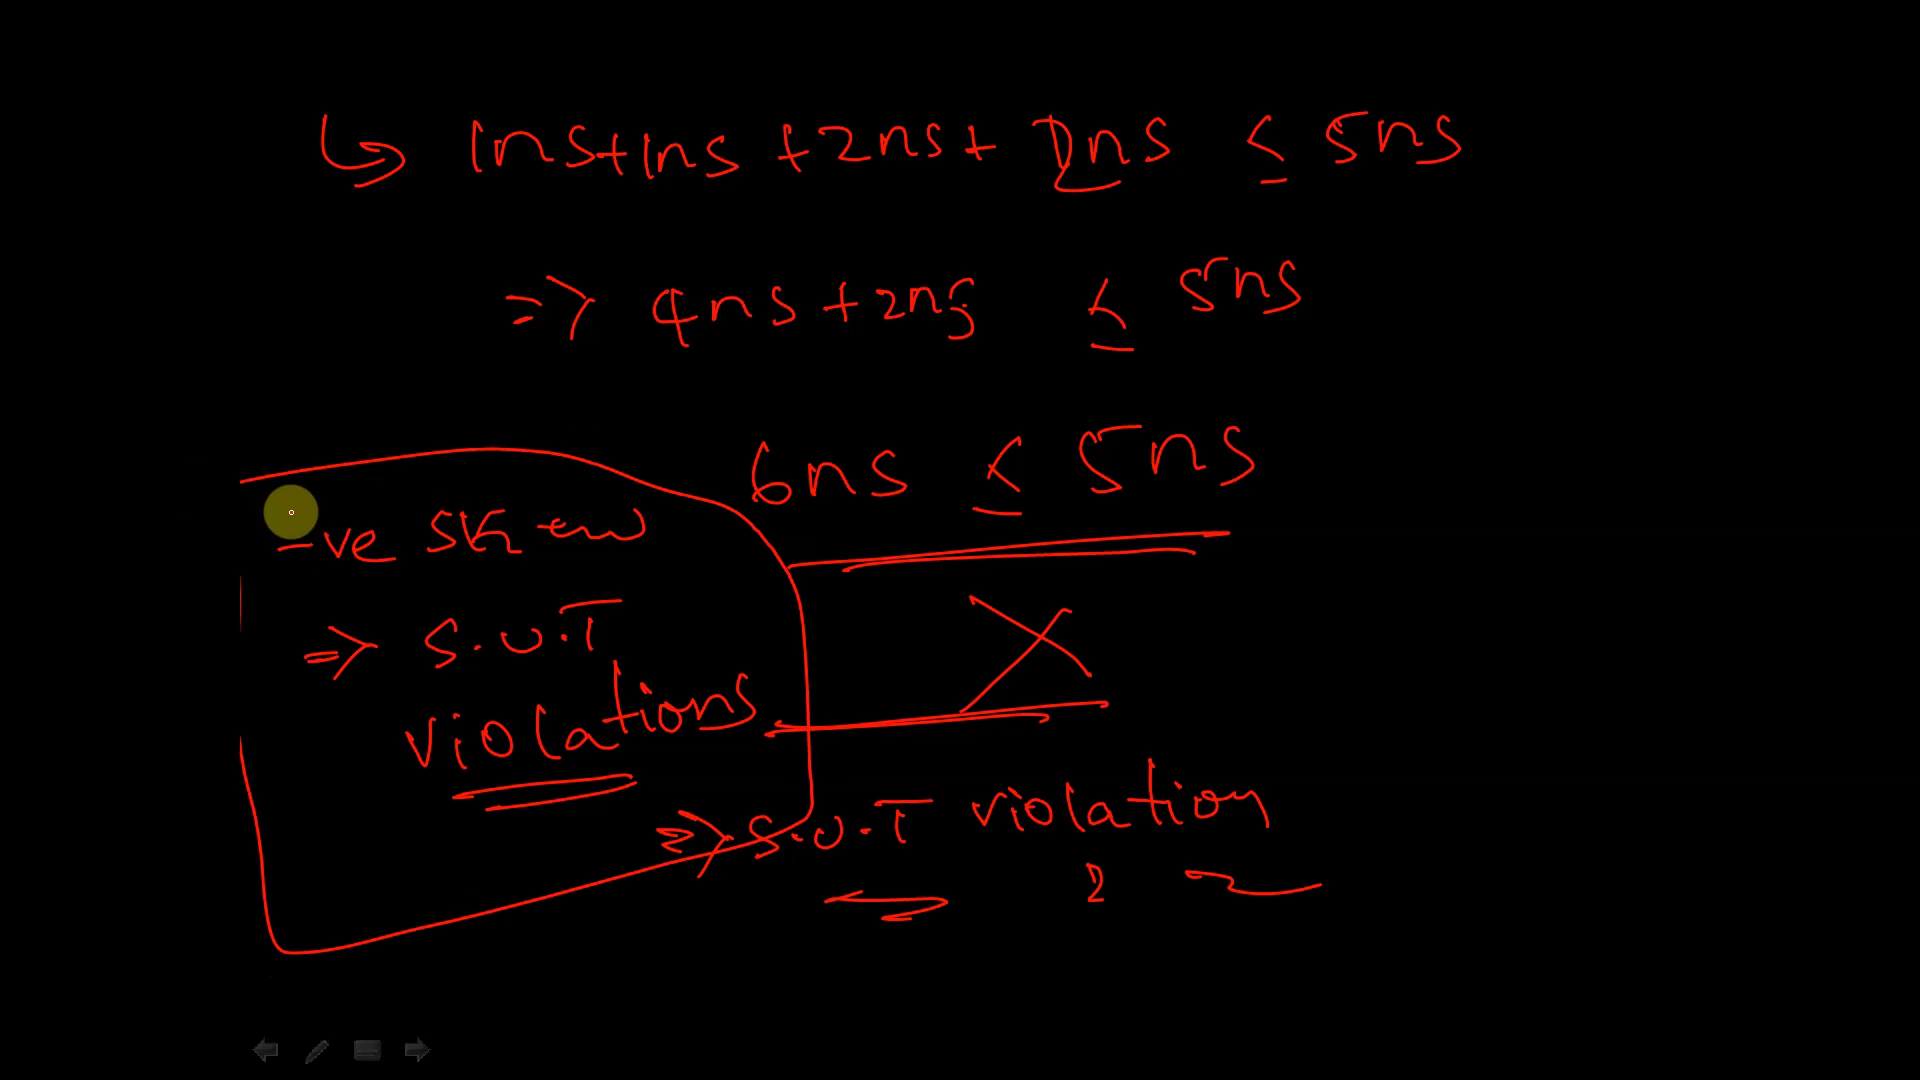 1ns+1ns +2ns+ 2ns ≤ 5ns
=> 4ns +2ns ≤ 5ns
6ns ≤ 5ns
-ve skew
=> S.U.T
violations
=> S.U.T violation